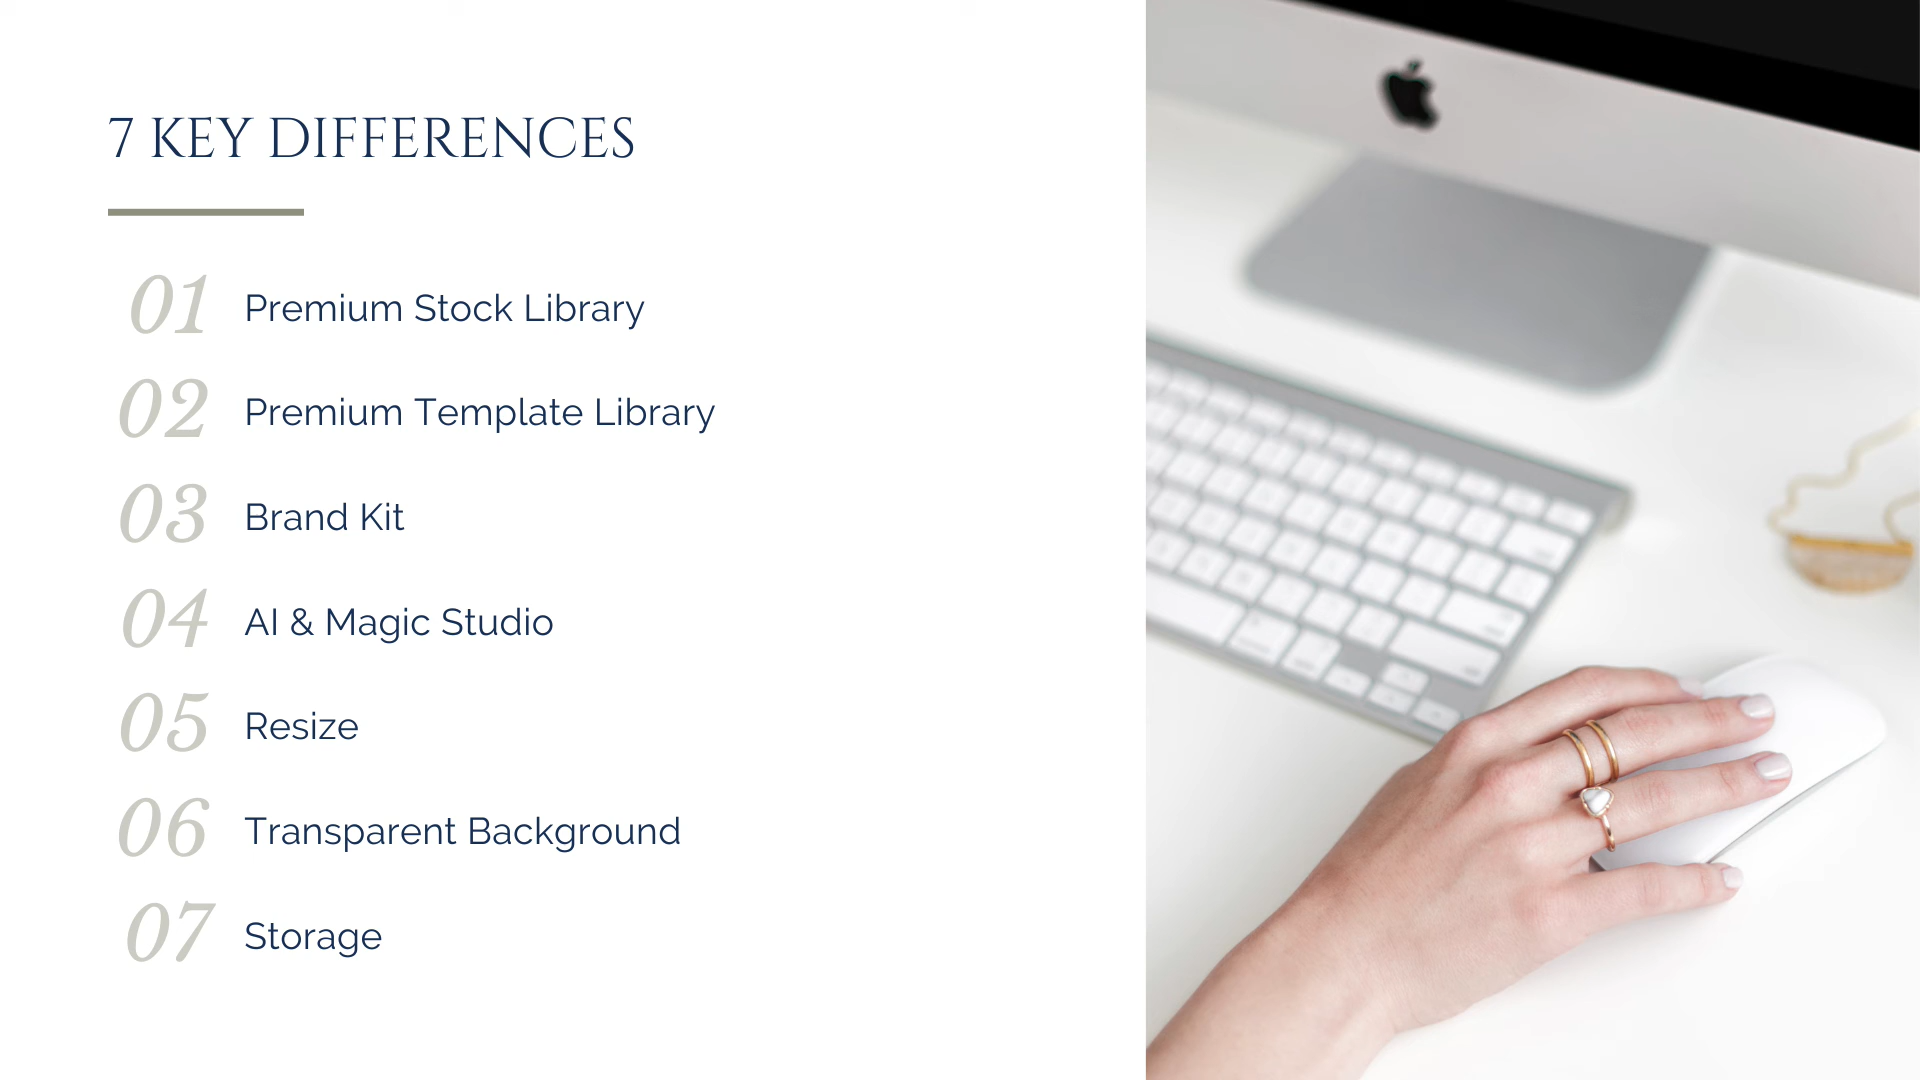 7 KEY DIFFERENCES
01 Premium Stock Library
02 Premium Template Library
03 Brand Kit
04 AI & Magic Studio
05 Resize
06 Transparent Background
07 Storage